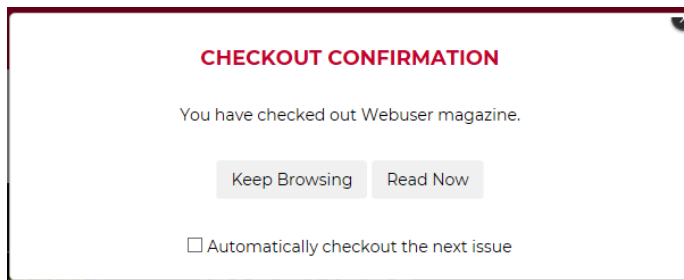 CHECKOUT CONFIRMATION
You have checked out Webuser magazine.
Keep Browsing Read Now
Automatically checkout the next issue